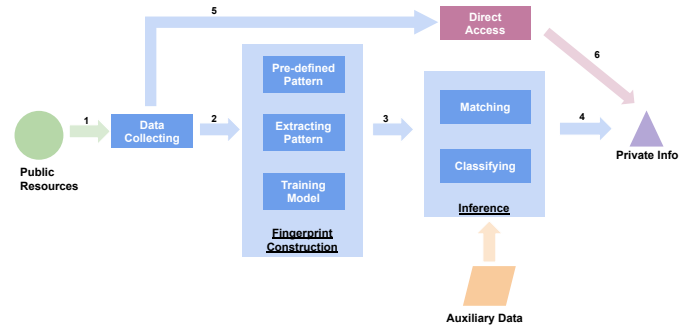 5
Direct
Access
6
Pre-defined
Pattern
1
Data
Collecting
2
Extracting
Pattern
3
Matching
4
Public
Resources
Classifying
Private Info
Training
Model
Inference
Fingerprint
Construction
Auxiliary Data